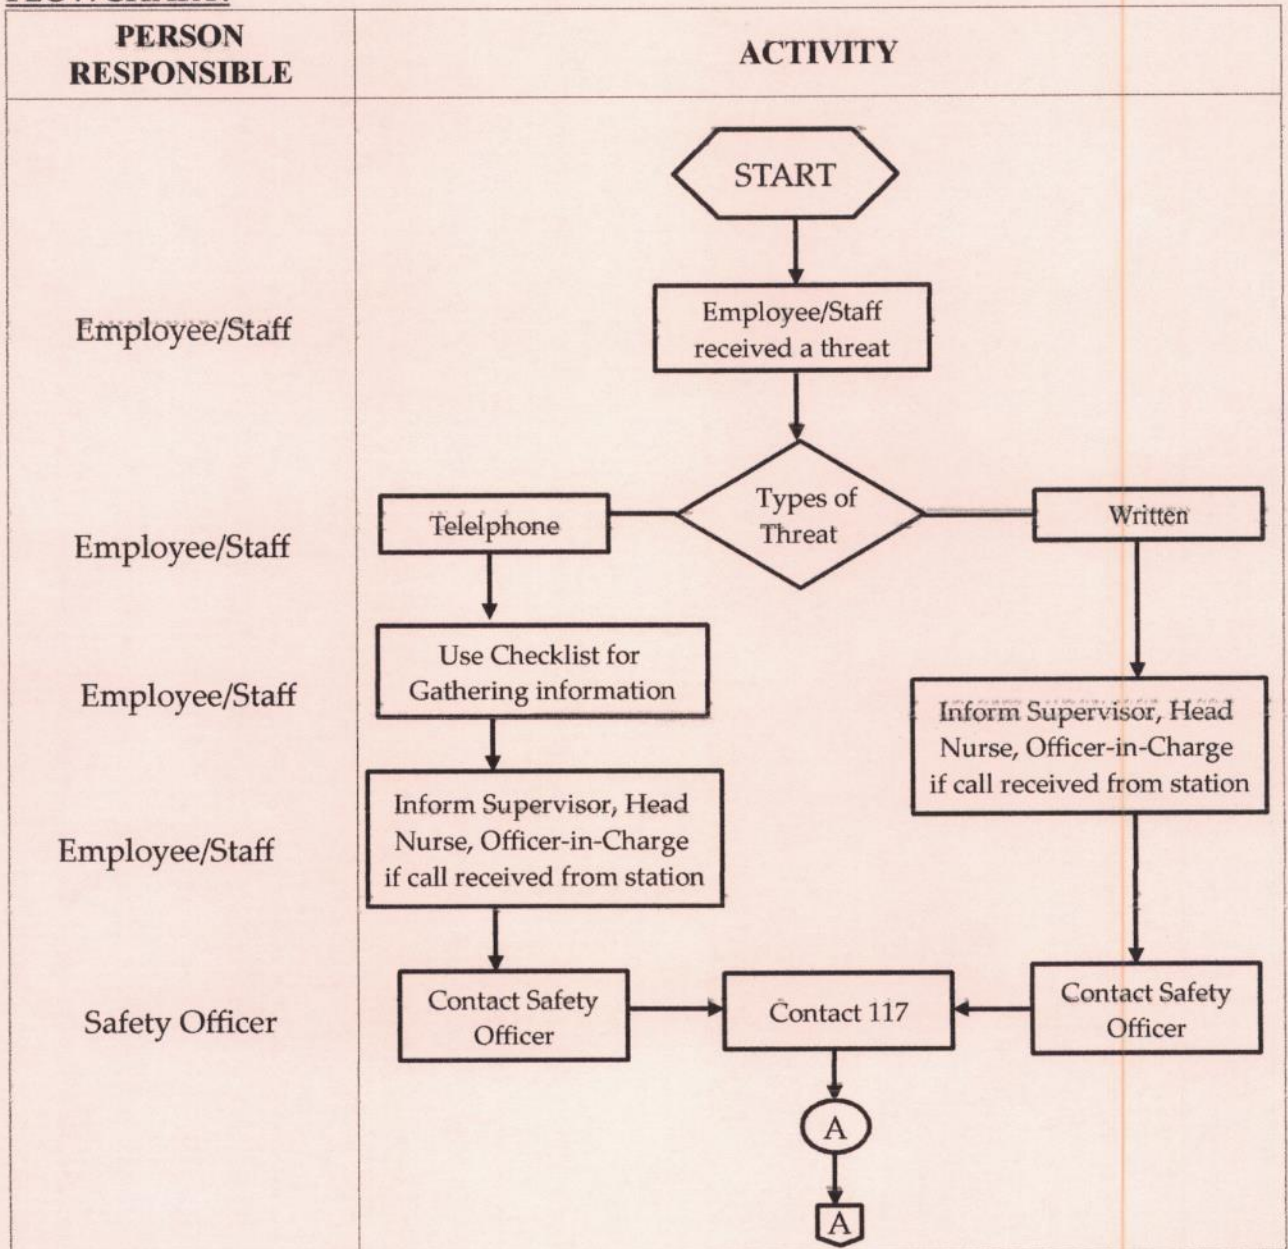 PERSON
RESPONSIBLE
ACTIVITY
START
Employee/Staff
Employee/Staff
received a threat
Employee/Staff
Telelphone
Types of
Threat
Written
Employee/Staff
Use Checklist for
Gathering information
Inform Supervisor, Head
Nurse, Officer-in-Charge
if call received from station
Employee/Staff
Inform Supervisor, Head
Nurse, Officer-in-Charge
if call received from station
Safety Officer
Contact Safety
Officer
Contact 117
Contact Safety
Officer
A
A